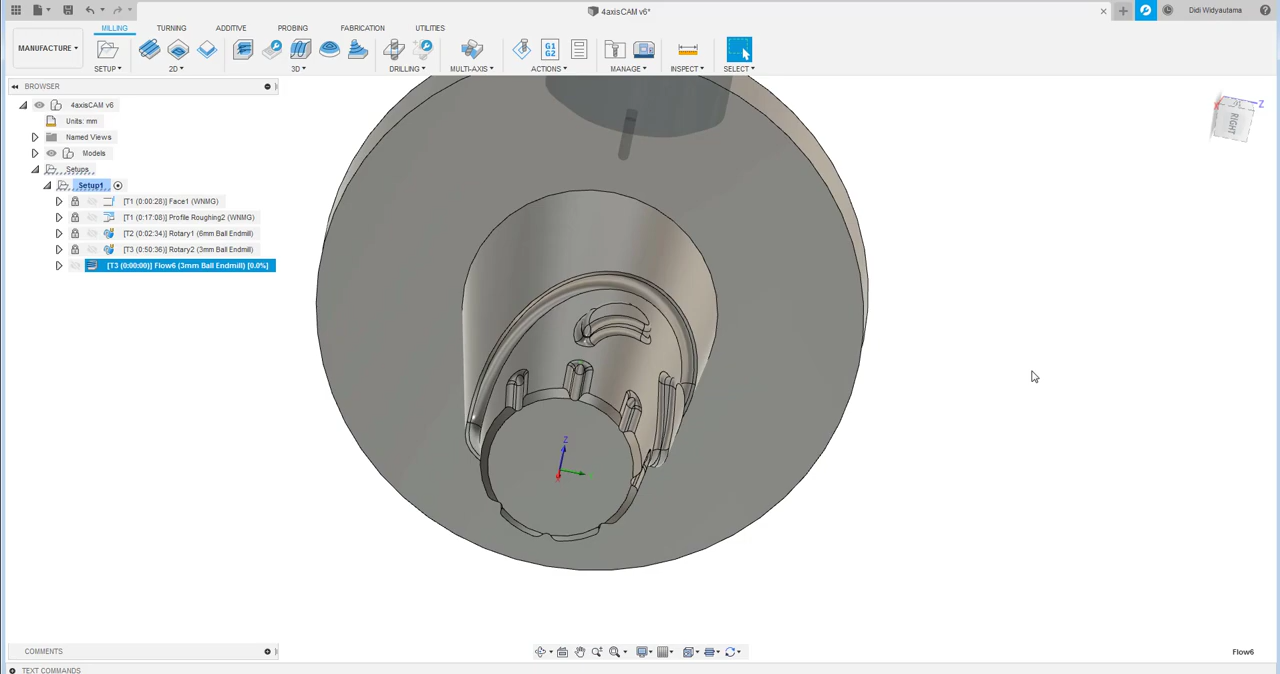 4axisCAM v6*
Didi Widyautama
MANUFACTURE
MILLING
TURNING
ADDITIVE
PROBING
FABRICATION
UTILITIES
SETUP
2D
3D
DRILLING
MULTI-AXIS
G1
G2
ACTIONS
MANAGE
INSPECT
SELECT
BROWSER
4axisCAM v6
Units: mm
Named Views
Models
Setups
Setup1
[T1 (0:00:28)] Face1 (WNMG)
[T1 (0:17:08)] Profile Roughing2 (WNMG)
[T2 (0:02:34)] Rotary1 (6mm Ball Endmill)
[T3 (0:50:36)] Rotary2 (3mm Ball Endmill)
[T3 (0:00:00)] Flow6 (3mm Ball Endmill) [0.0%]
RIGHT
Z
Z
COMMENTS
Flow6
TEXT COMMANDS